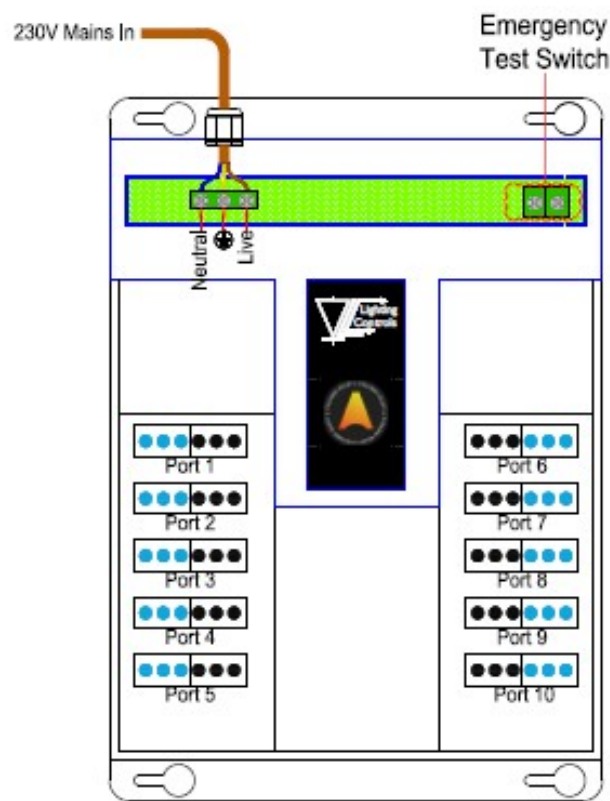 230V Mains In
Emergency
Test Switch
Neutral
Live
Lighting
Controls
Port 1
Port 6
Port 2
Port 7
Port 3
Port 8
Port 4
Port 9
Port 5
Port 10